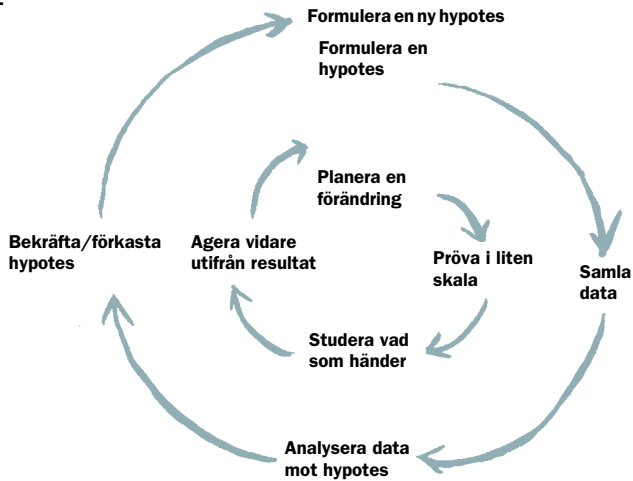 Formulera en ny hypotes
Formulera en
hypotes
Planera en
förändring
Bekräfta/förkasta
hypotes
Agera vidare
utifrån resultat
Pröva i liten
skala
Samla
data
Studera vad
som händer
Analysera data
mot hypotes